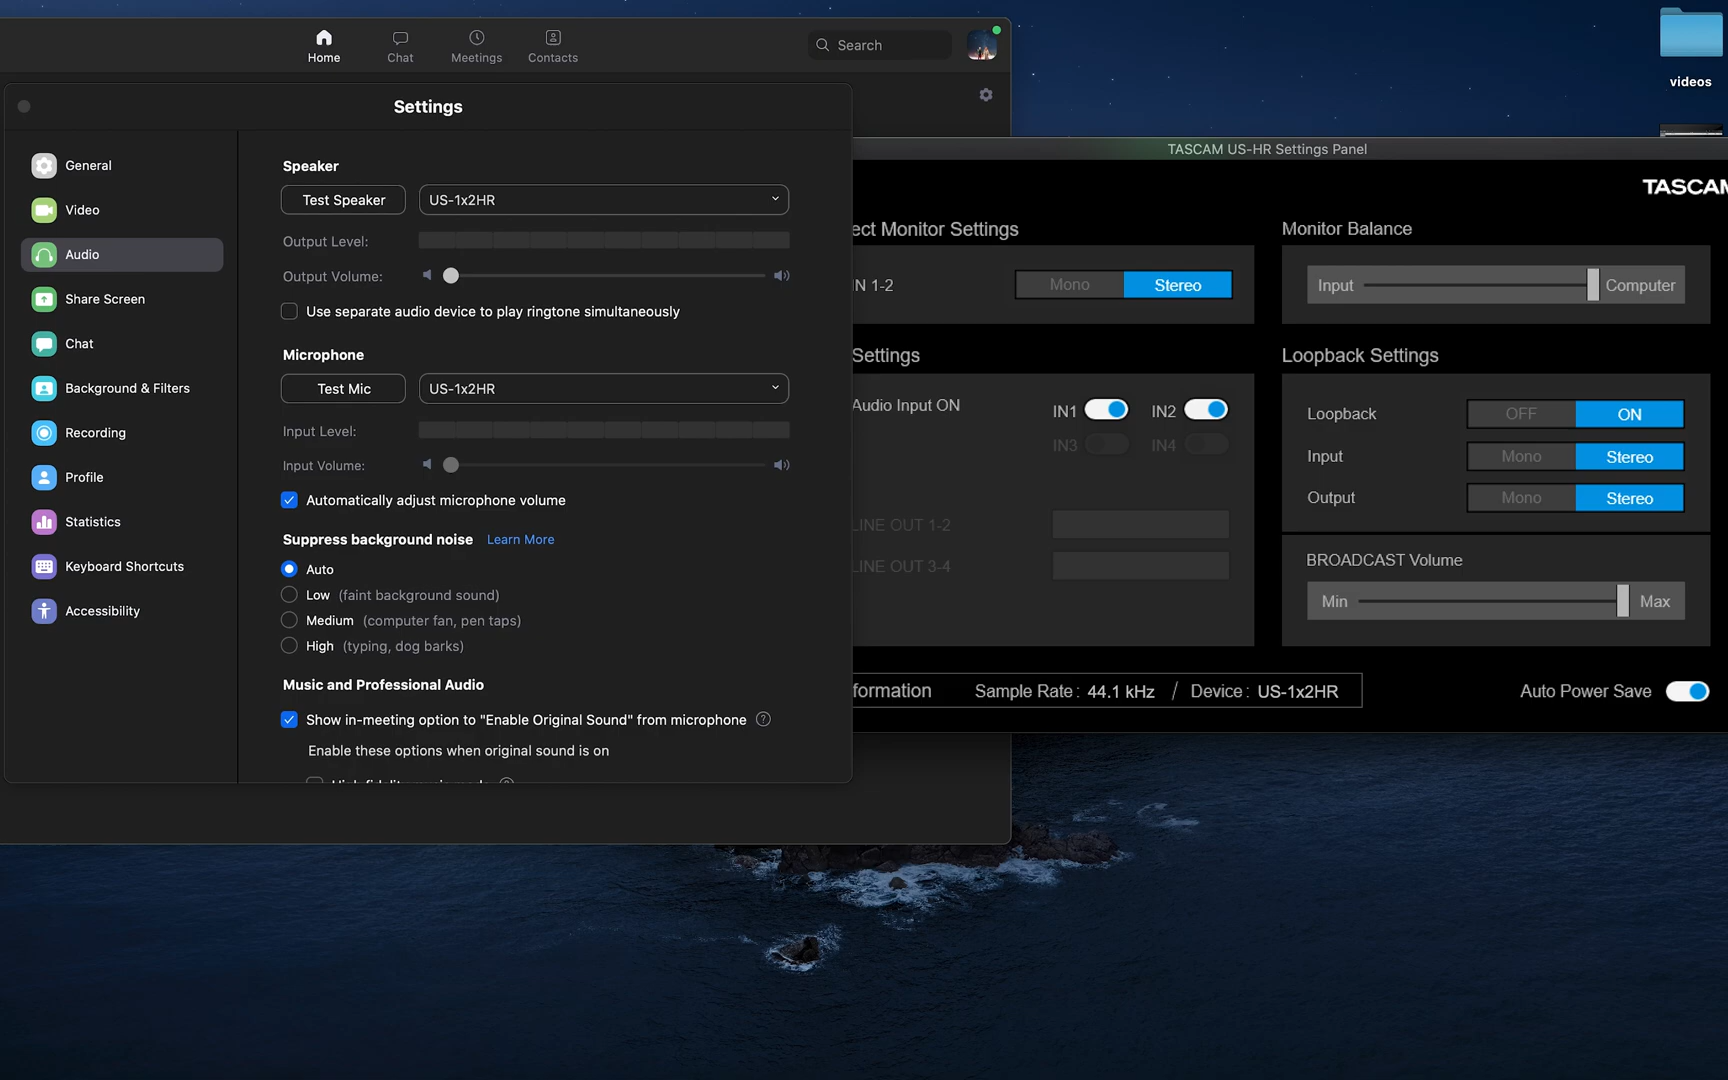 Home
Chat
Meetings
Contacts
Search
videos
Settings
General
Video
Audio
Share Screen
Chat
Background & Filters
Recording
Profile
Statistics
Keyboard Shortcuts
Accessibility
Speaker
Test Speaker
US-1x2HR
Output Level:
Output Volume:
Use separate audio device to play ringtone simultaneously
Microphone
Test Mic
US-1x2HR
Input Level:
Input Volume:
Automatically adjust microphone volume
Suppress background noise Learn More
Auto
Low (faint background sound)
Medium (computer fan, pen taps)
High (typing, dog barks)
Music and Professional Audio
Show in-meeting option to "Enable Original Sound" from microphone ?
Enable these options when original sound is on
TASCAM US-HR Settings Panel
TASCAM
ect Monitor Settings
IN 1-2
Mono Stereo
Settings
Audio Input ON
IN1 IN2
IN3 IN4
LINE OUT 1-2
LINE OUT 3-4
Monitor Balance
Input Computer
Loopback Settings
Loopback OFF ON
Input Mono Stereo
Output Mono Stereo
BROADCAST Volume
Min Max
formation Sample Rate : 44.1 kHz / Device : US-1x2HR
Auto Power Save